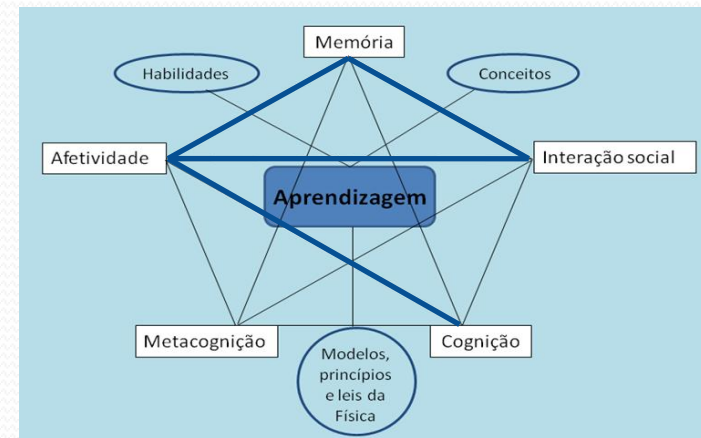 Memória
Habilidades
Conceitos
Afetividade
Interação social
Aprendizagem
Metacognição
Cognição
Modelos,
princípios
e leis da
Física